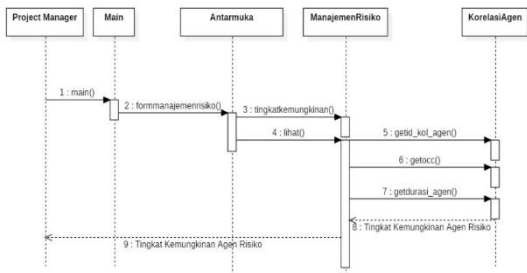 Project Manager
Main
Antarmuka
ManajemenRisiko
KorelasiAgen
1 : main()
2 : formmanajemenrisiko()
3 : tingkatkemungkinan()
4 : lihat()
5 : getid_kol_agen()
6 : getocc()
7 : getdurasi_agen()
8 : Tingkat Kemungkinan Agen Risiko
9 : Tingkat Kemungkinan Agen Risiko